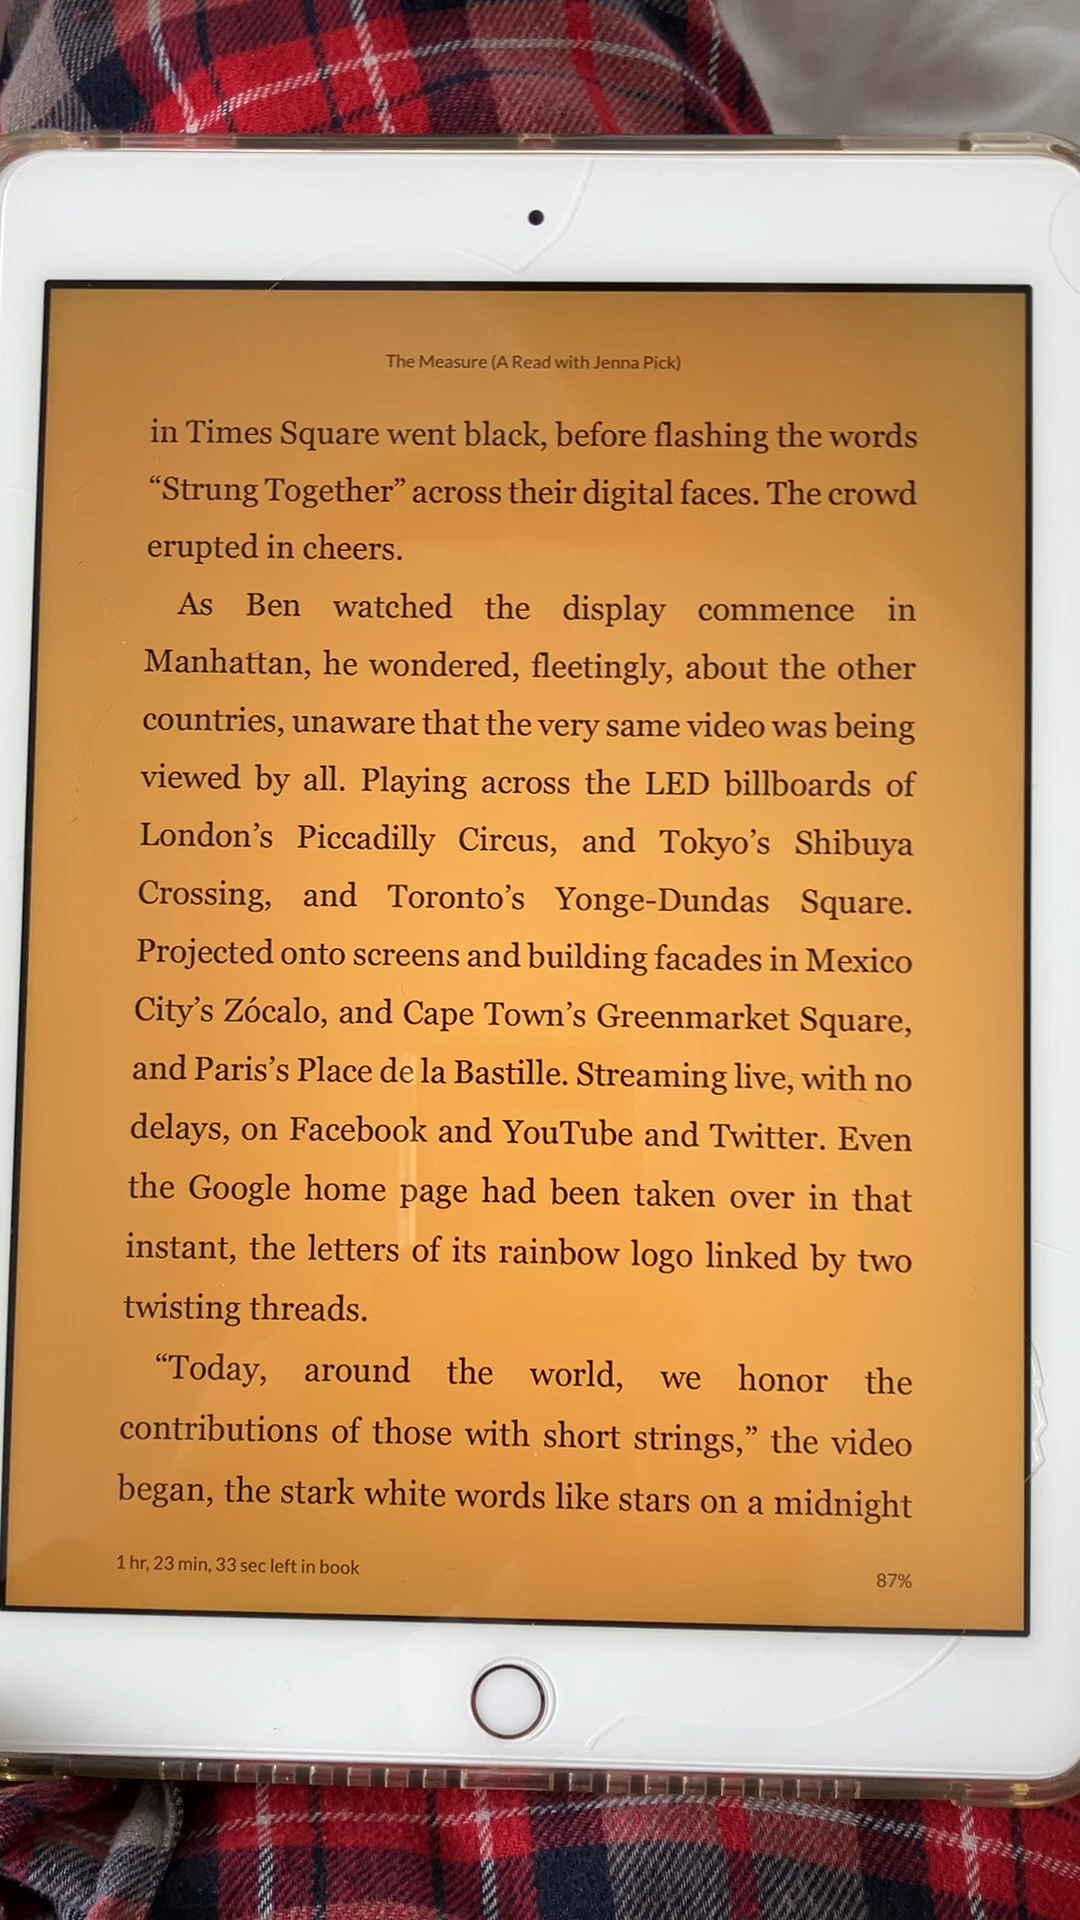 The Measure (A Read with Jenna Pick)
in Times Square went black, before flashing the words
“Strung Together” across their digital faces. The crowd
erupted in cheers.
As Ben watched the display commence in
Manhattan, he wondered, fleetingly, about the other
countries, unaware that the very same video was being
viewed by all. Playing across the LED billboards of
London’s Piccadilly Circus, and Tokyo’s Shibuya
Crossing, and Toronto’s Yonge-Dundas Square.
Projected onto screens and building facades in Mexico
City’s Zócalo, and Cape Town’s Greenmarket Square,
and Paris’s Place de la Bastille. Streaming live, with no
delays, on Facebook and YouTube and Twitter. Even
the Google home page had been taken over in that
instant, the letters of its rainbow logo linked by two
twisting threads.
“Today, around the world, we honor the
contributions of those with short strings,” the video
began, the stark white words like stars on a midnight
1 hr, 23 min, 33 sec left in book
87%